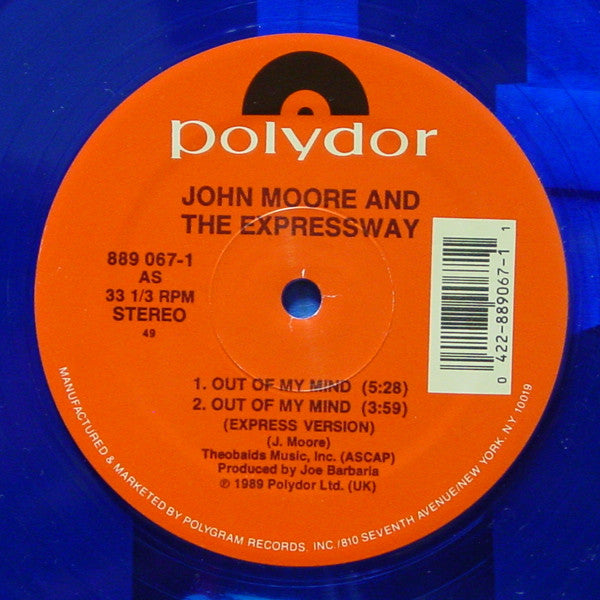 polydor
JOHN MOORE AND
THE EXPRESSWAY
889 067-1
AS
33 1/3 RPM
STEREO
49
0 422-889067-1 1
1. OUT OF MY MIND (5:28)
2. OUT OF MY MIND (3:59)
(EXPRESS VERSION)
(J. Moore)
Theobalds Music, Inc. (ASCAP)
Produced by Joe Barbaria
℗ 1989 Polydor Ltd. (UK)
MANUFACTURED & MARKETED BY POLYGRAM RECORDS, INC./810 SEVENTH AVENUE/NEW YORK, N.Y. 10019